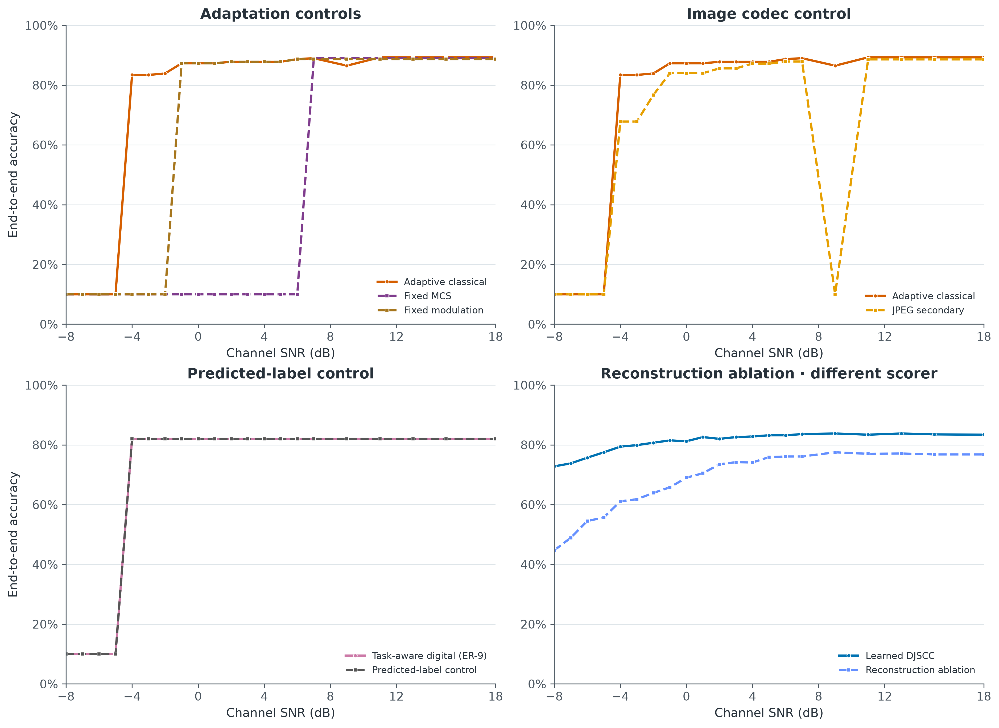 Adaptation controls
100%
80%
60%
40%
20%
0%
End-to-end accuracy
−8
−4
0
4
8
12
18
Channel SNR (dB)
Adaptive classical
Fixed MCS
Fixed modulation
Image codec control
100%
80%
60%
40%
20%
0%
−8
−4
0
4
8
12
18
Channel SNR (dB)
Adaptive classical
JPEG secondary
Predicted-label control
100%
80%
60%
40%
20%
0%
End-to-end accuracy
−8
−4
0
4
8
12
18
Channel SNR (dB)
Task-aware digital (ER-9)
Predicted-label control
Reconstruction ablation · different scorer
100%
80%
60%
40%
20%
0%
−8
−4
0
4
8
12
18
Channel SNR (dB)
Learned DJSCC
Reconstruction ablation